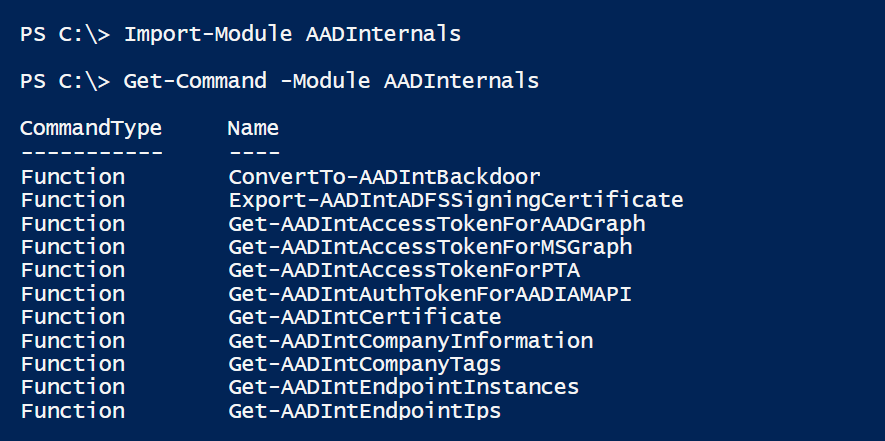 PS C:\> Import-Module AADInternals
PS C:\> Get-Command -Module AADInternals
CommandType Name
----------- ----
Function ConvertTo-AADIntBackdoor
Function Export-AADIntADFSSigningCertificate
Function Get-AADIntAccessTokenForAADGraph
Function Get-AADIntAccessTokenForMSGraph
Function Get-AADIntAccessTokenForPTA
Function Get-AADIntAuthTokenForAADIAMAPI
Function Get-AADIntCertificate
Function Get-AADIntCompanyInformation
Function Get-AADIntCompanyTags
Function Get-AADIntEndpointInstances
Function Get-AADIntEndpointIps